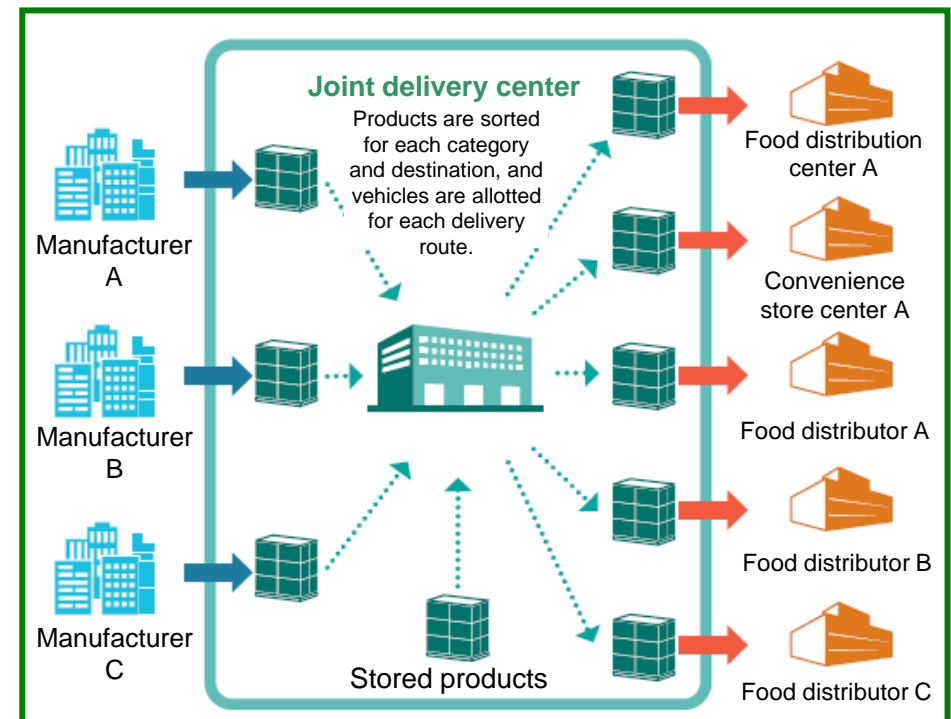 Joint delivery center
Products are sorted
for each category
and destination, and
vehicles are allotted
for each delivery
route.
Manufacturer
A
Manufacturer
B
Manufacturer
C
Stored products
Food distribution
center A
Convenience
store center A
Food distributor A
Food distributor B
Food distributor C